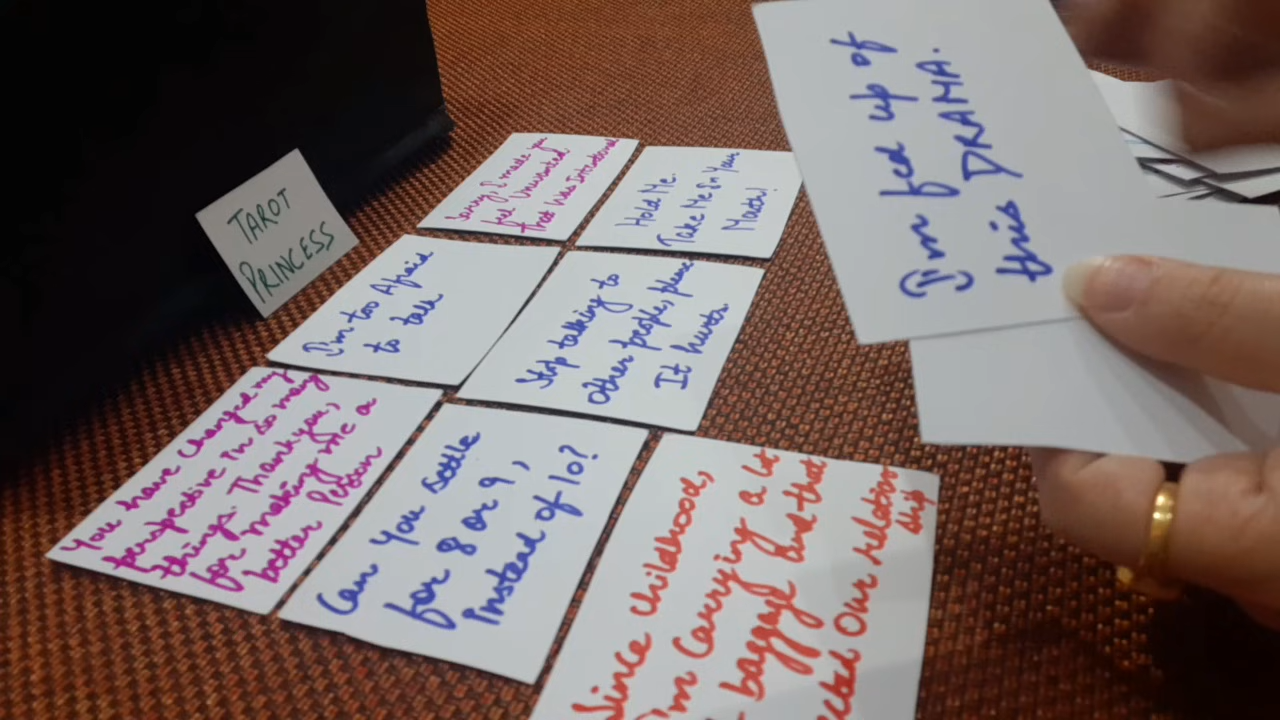 TAROT
PRINCESS
Sorry, I made you
feel Unwanted
that was Intentional
Hold Me.
Take Me In Your
Mouth!
I'm fed up of
this DRAMA.
I'm too Afraid
to talk
Stop talking to
other people, please
It hurts
You have changed my
perspective In So many
things. Thank you,
for making me a
better Person
Can You settle
for 8 or 9,
Instead of 10?
Since childhood,
I'm Carrying a lot
baggage And that
Our relation
ship